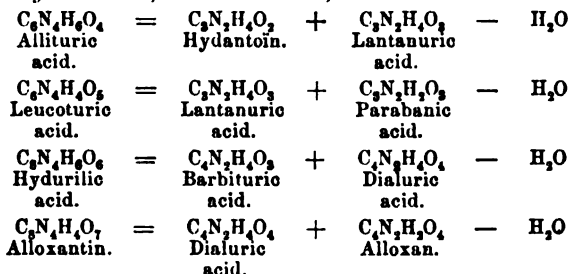 C₆N₄H₆O₄ = C₃N₂H₄O₂ + C₃N₂H₄O₃ — H₂O
Allituric Hydantoïn. Lantanuric
acid. acid.
C₆N₄H₄O₅ = C₃N₂H₄O₃ + C₃N₂H₂O₃ — H₂O
Leucoturic Lantanuric Parabanic
acid. acid. acid.
C₈N₄H₆O₆ = C₄N₂H₄O₃ + C₄N₂H₄O₄ — H₂O
Hydurilic Barbituric Dialuric
acid. acid. acid.
C₈N₄H₄O₇ = C₄N₂H₄O₄ + C₄N₂H₂O₄ — H₂O
Alloxantin. Dialuric Alloxan.
acid.